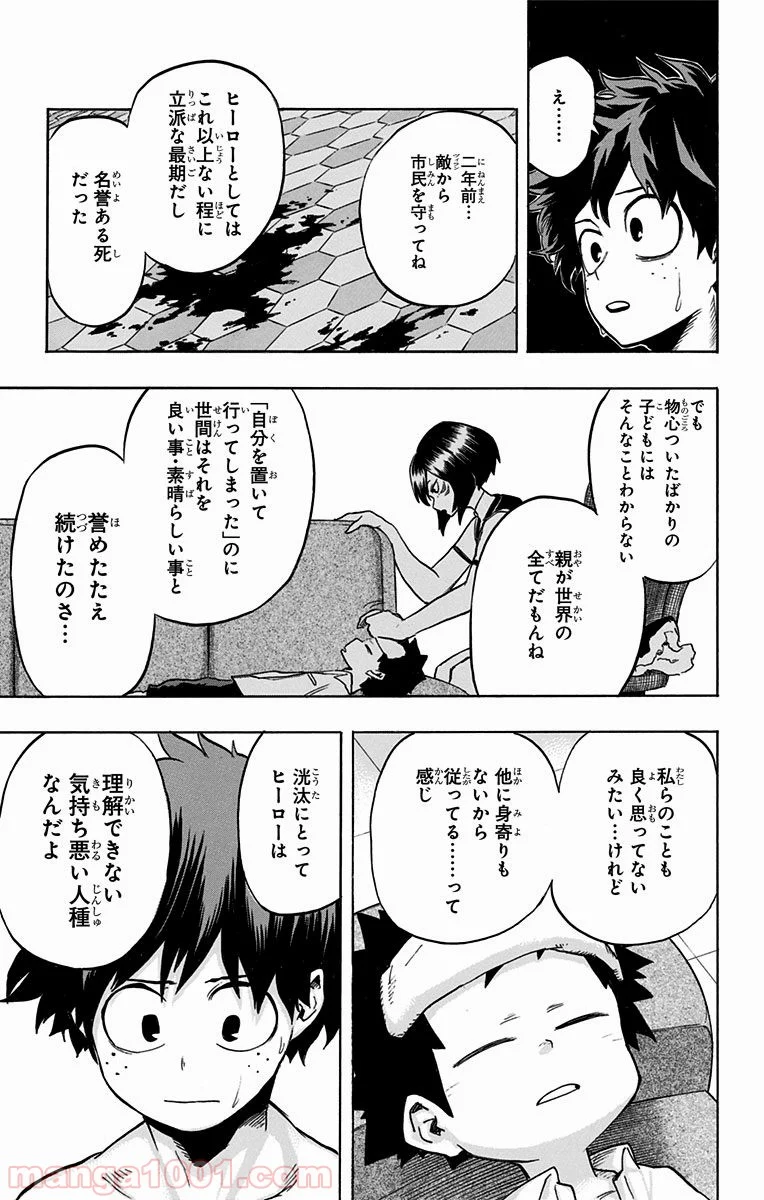 え……
二年前…
敵から
市民を守ってね
ヒーローとしては
これ以上ない程に
立派な最期だし
名誉ある死
だった
でも
物心ついたばかりの
子どもには
そんなことわからない
親が世界の
全てだもんね
「自分を置いて
行ってしまった」のに
世間はそれを
良い事・素晴らしい事と
誉めたたえ
続けたのさ…
私らのことも
良く思ってない
みたい…けれど
他に身寄りも
ないから
従ってる……って
感じ
洸汰にとって
ヒーローは
理解できない
気持ち悪い人種
なんだよ
manga1001.com